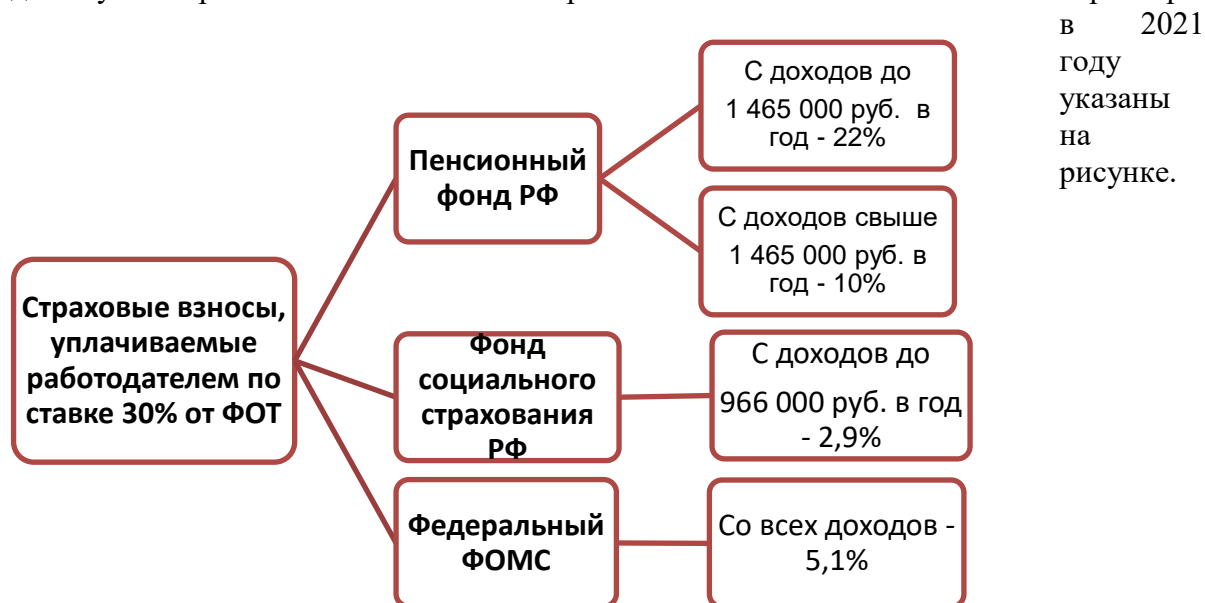 в 2021
году
указаны
на
рисунке.
С доходов до
1 465 000 руб. в
год - 22%
Пенсионный
фонд РФ
С доходов свыше
1 465 000 руб. в
год - 10%
Страховые взносы,
уплачиваемые
работодателем по
ставке 30% от ФОТ
Фонд
социального
страхования
РФ
С доходов до
966 000 руб. в год
- 2,9%
Федеральный
ФОМС
Со всех доходов -
5,1%